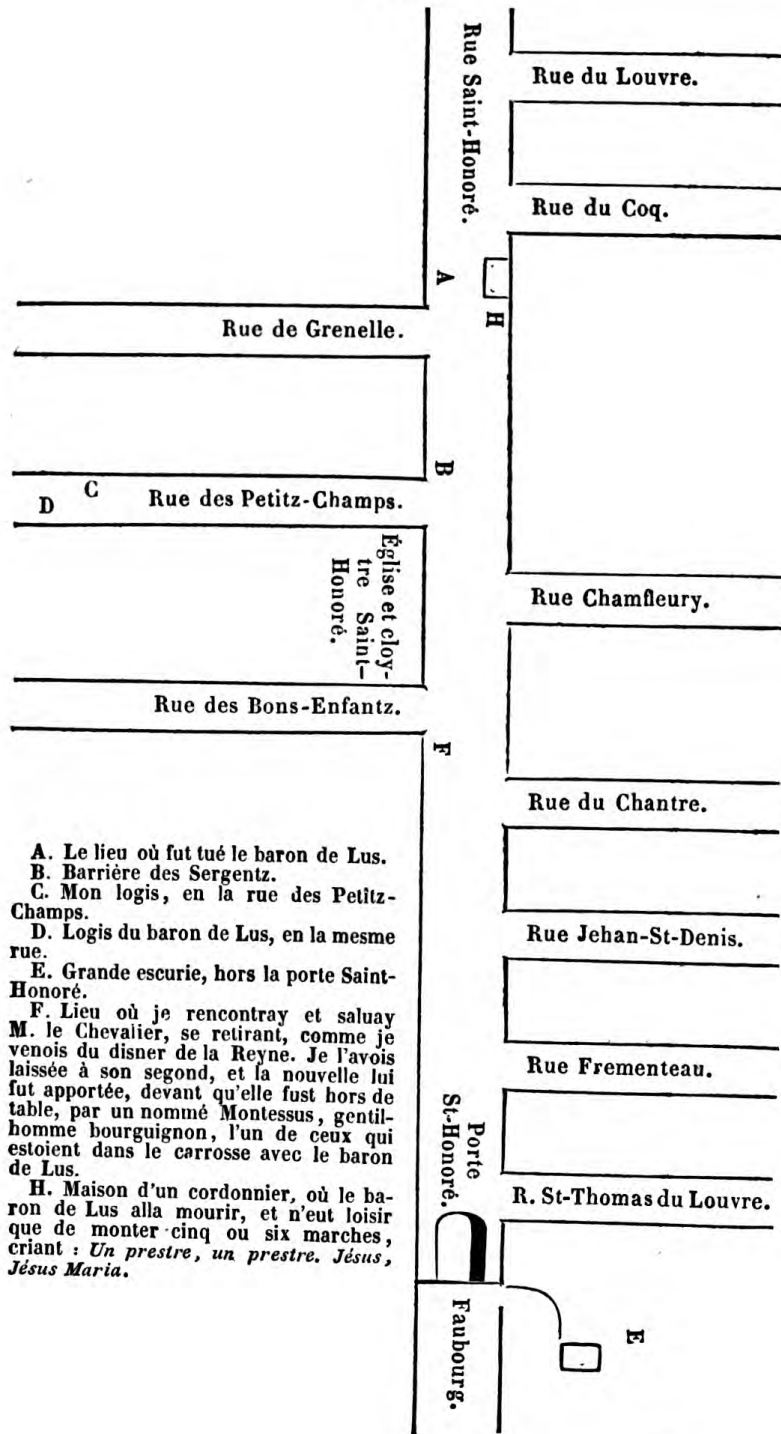 Rue Saint-Honoré.
Rue du Louvre.
Rue du Coq.
A
H
Rue de Grenelle.
B
C
D
Rue des Petitz-Champs.
Église et cloy-
tre Saint-
Honoré.
Rue Chamfleury.
Rue des Bons-Enfantz.
F
Rue du Chantre.
A. Le lieu où fut tué le baron de Lus.
B. Barrière des Sergentz.
C. Mon logis, en la rue des Petitz-
Champs.
D. Logis du baron de Lus, en la mesme
rue.
E. Grande escurie, hors la porte Saint-
Honoré.
F. Lieu où je rencontray et saluay
M. le Chevalier, se retirant, comme je
venois du disner de la Reyne. Je l'avois
laissée à son segond, et la nouvelle lui
fut apportée, devant qu'elle fust hors de
table, par un nommé Montessus, gentil-
homme bourguignon, l'un de ceux qui
estoient dans le carrosse avec le baron
de Lus.
H. Maison d'un cordonnier, où le ba-
ron de Lus alla mourir, et n'eut loisir
que de monter cinq ou six marches,
criant : Un prestre, un prestre. Jésus,
Jésus Maria.
Rue Jehan-St-Denis.
Rue Frementeau.
Porte
St-Honoré.
R. St-Thomas du Louvre.
Faubourg.
E